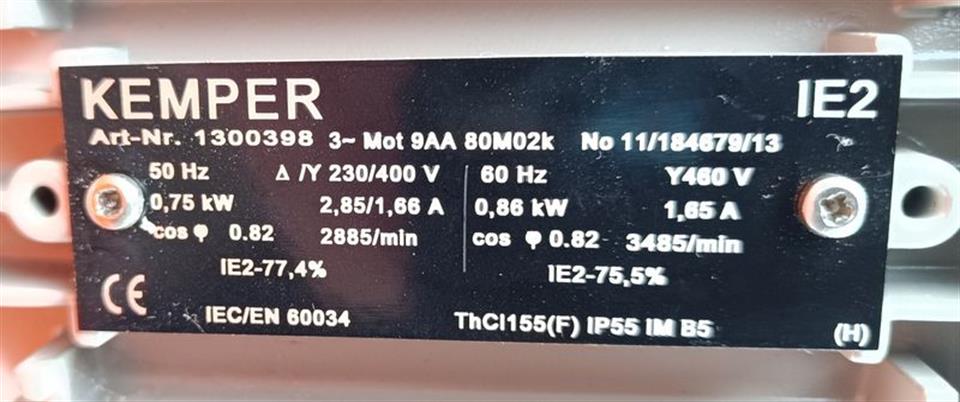 KEMPER IE2
Art-Nr. 1300398 3~ Mot 9AA 80M02k No 11/184679/13
50 Hz Δ /Y 230/400 V 60 Hz Y460 V
0,75 kW 2,85/1,66 A 0,86 kW 1,65 A
cos φ 0.82 2885/min cos φ 0.82 3485/min
IE2-77,4% IE2-75,5%
CE IEC/EN 60034 ThCl155(F) IP55 IM B5 (H)